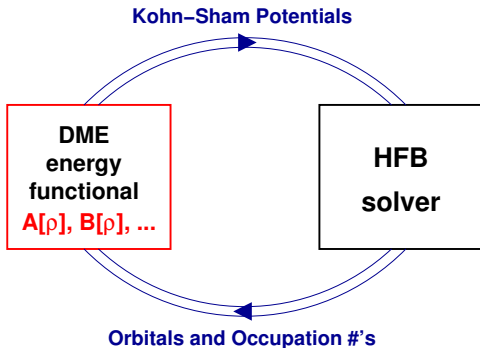 Kohn−Sham Potentials
DME
energy
functional
A[ρ], B[ρ], ...
HFB
solver
Orbitals and Occupation #'s